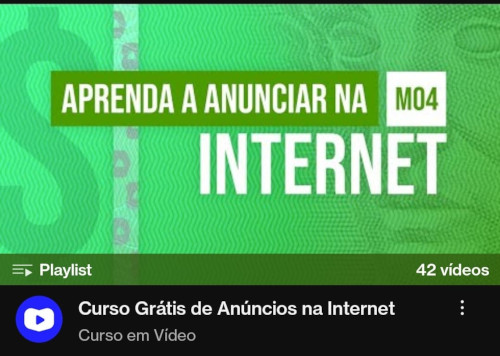 APRENDA A ANUNCIAR NA
M04
INTERNET
Playlist
42 vídeos
Curso Grátis de Anúncios na Internet
Curso em Vídeo